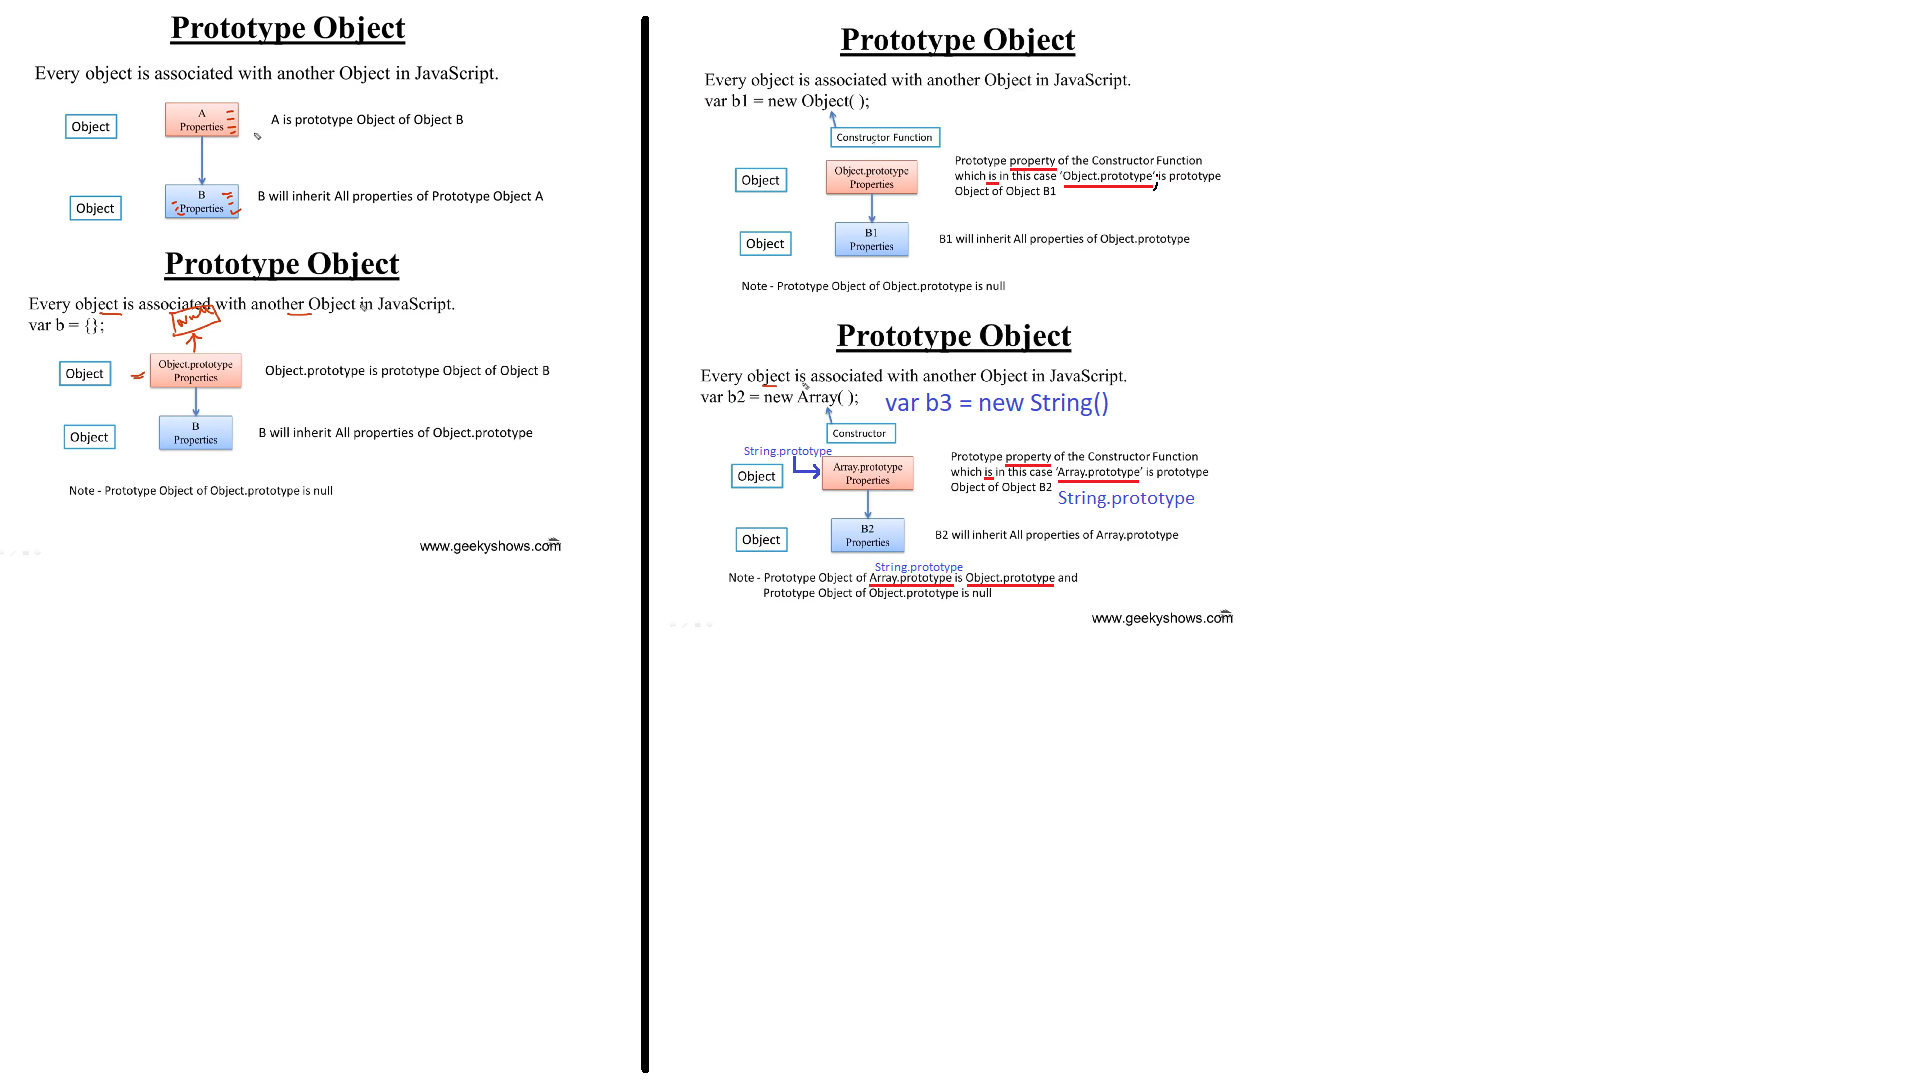 Prototype Object
Every object is associated with another Object in JavaScript.
Object
A
Properties
A is prototype Object of Object B
Object
B
Properties
B will inherit All properties of Prototype Object A
Prototype Object
Every object is associated with another Object in JavaScript.
var b = {};
Null
Object
Object.prototype
Properties
Object.prototype is prototype Object of Object B
Object
B
Properties
B will inherit All properties of Object.prototype
Note - Prototype Object of Object.prototype is null
www.geekyshows.com
Prototype Object
Every object is associated with another Object in JavaScript.
var b1 = new Object( );
Constructor Function
Object
Object.prototype
Properties
Prototype property of the Constructor Function
which is in this case ‘Object.prototype’ is prototype
Object of Object B1
Object
B1
Properties
B1 will inherit All properties of Object.prototype
Note - Prototype Object of Object.prototype is null
Prototype Object
Every object is associated with another Object in JavaScript.
var b2 = new Array( );
var b3 = new String()
Constructor
String.prototype
Object
Array.prototype
Properties
Prototype property of the Constructor Function
which is in this case ‘Array.prototype’ is prototype
Object of Object B2
String.prototype
Object
B2
Properties
B2 will inherit All properties of Array.prototype
String.prototype
Note - Prototype Object of Array.prototype is Object.prototype and
Prototype Object of Object.prototype is null
www.geekyshows.com